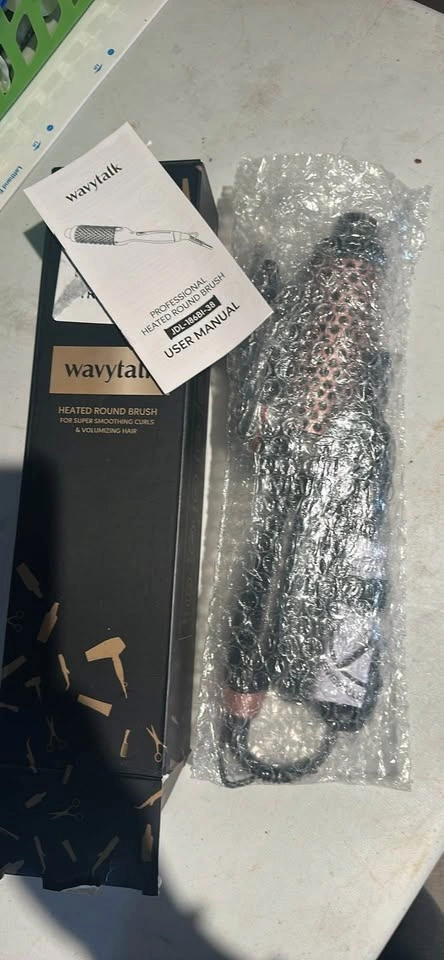 wavytalk
PROFESSIONAL
HEATED ROUND BRUSH
JDL-186BI-38
USER MANUAL
wavytalk
HEATED ROUND BRUSH
FOR SUPER SMOOTHING CURLS
& VOLUMIZING HAIR